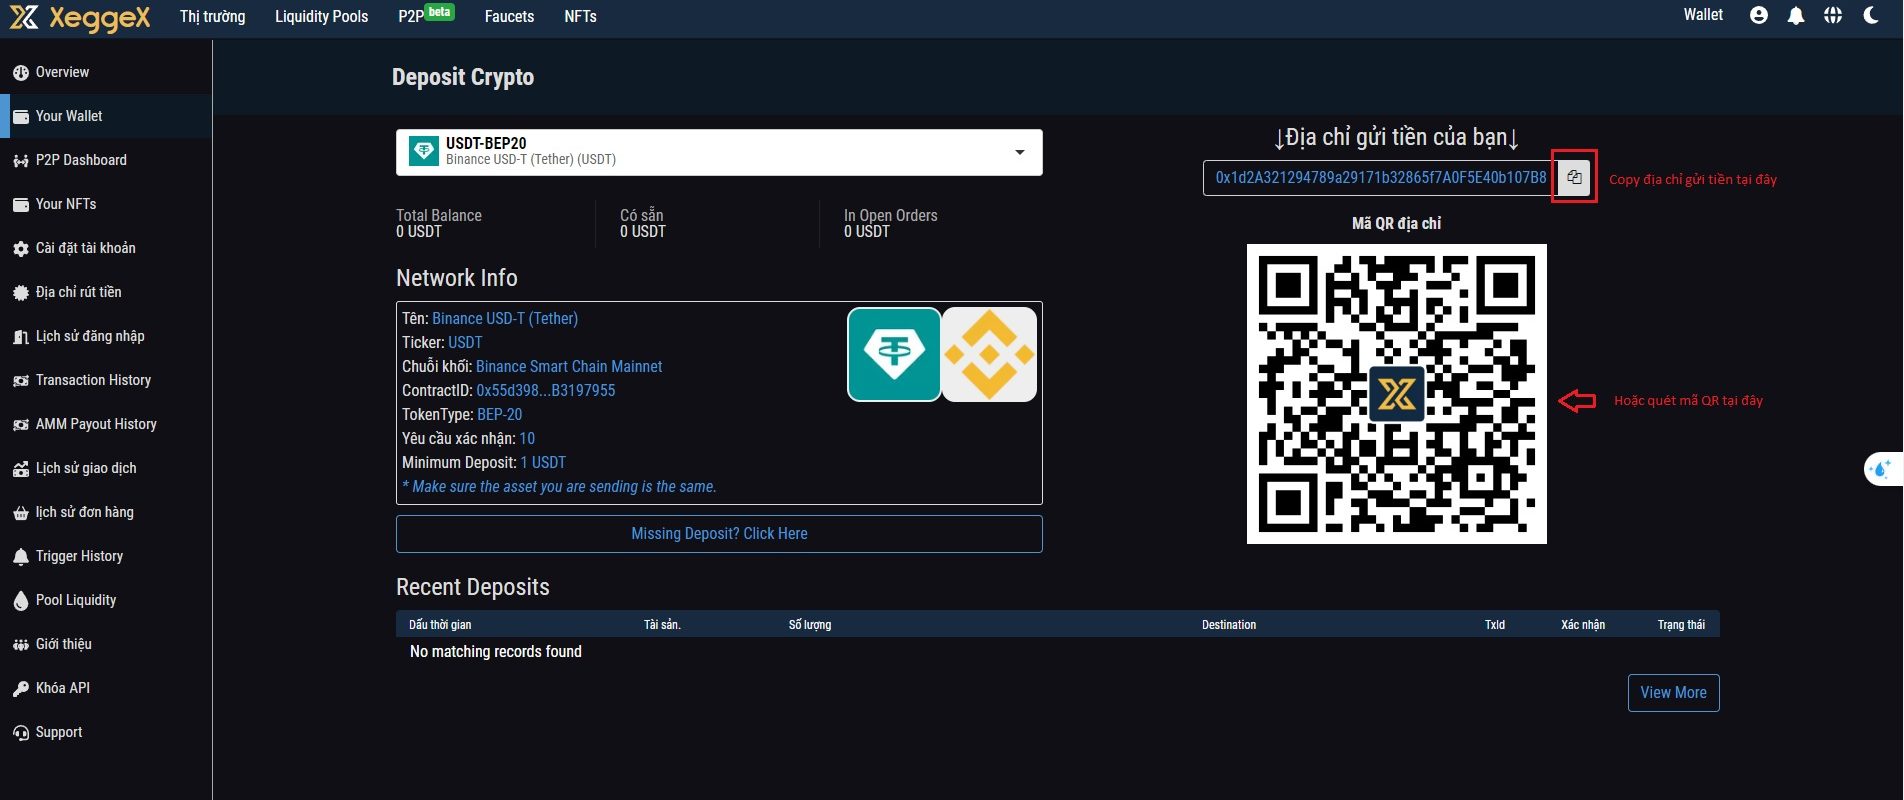 XeggeX Thị trường Liquidity Pools P2P beta Faucets NFTs Wallet
Overview
Your Wallet
P2P Dashboard
Your NFTs
Cài đặt tài khoản
Địa chỉ rút tiền
Lịch sử đăng nhập
Transaction History
AMM Payout History
Lịch sử giao dịch
lịch sử đơn hàng
Trigger History
Pool Liquidity
Giới thiệu
Khóa API
Support
Deposit Crypto
USDT-BEP20
Binance USD-T (Tether) (USDT)
Total Balance
0 USDT
Có sẵn
0 USDT
In Open Orders
0 USDT
Network Info
Tên: Binance USD-T (Tether)
Ticker: USDT
Chuỗi khối: Binance Smart Chain Mainnet
ContractID: 0x55d398...B3197955
TokenType: BEP-20
Yêu cầu xác nhận: 10
Minimum Deposit: 1 USDT
* Make sure the asset you are sending is the same.
Missing Deposit? Click Here
↓Địa chỉ gửi tiền của bạn↓
0x1d2A321294789a29171b32865f7A0F5E40b107B8
Copy địa chỉ gửi tiền tại đây
Mã QR địa chỉ
Hoặc quét mã QR tại đây
Recent Deposits
Dấu thời gian Tài sản. Số lượng Destination TxId Xác nhận Trạng thái
No matching records found
View More